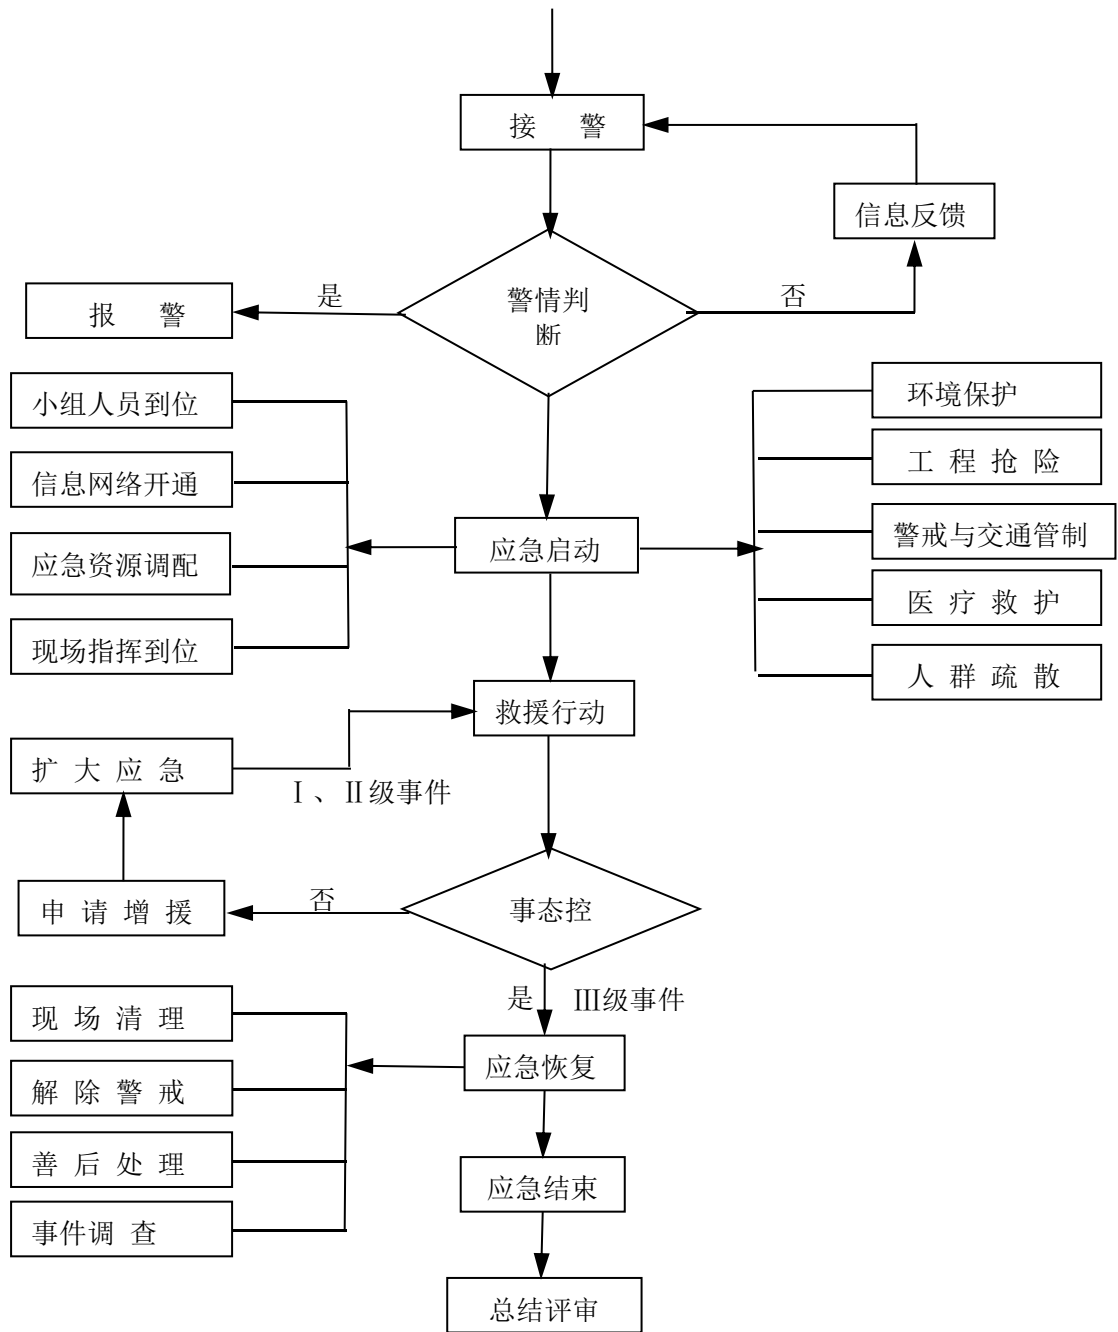 接 警
信息反馈
警情判
断
是
否
报 警
小组人员到位
信息网络开通
应急资源调配
现场指挥到位
应急启动
环境保护
工 程 抢 险
警戒与交通管制
医 疗 救 护
人 群 疏 散
救援行动
扩 大 应 急
Ⅰ、Ⅱ级事件
申 请 增 援
否
事态控
是
Ⅲ级事件
现 场 清 理
解 除 警 戒
善 后 处 理
事件调 查
应急恢复
应急结束
总结评审